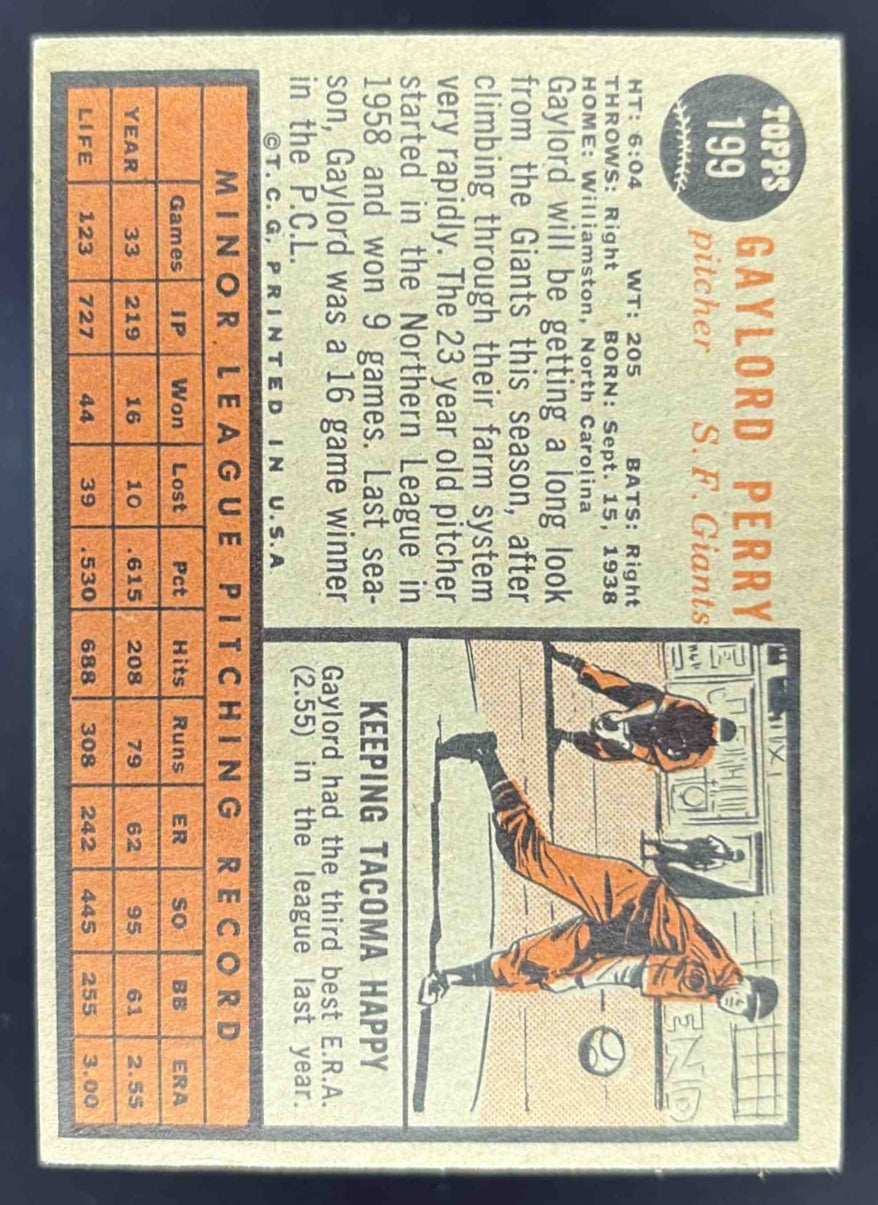 TOPPS
199
GAYLORD PERRY
pitcher S. F. Giants
HT: 6:04 WT: 205 BATS: Right
THROWS: Right BORN: Sept. 15, 1938
HOME: Williamston, North Carolina
Gaylord will be getting a long look
from the Giants this season, after
climbing through their farm system
very rapidly. The 23 year old pitcher
started in the Northern League in
1958 and won 9 games. Last sea-
son, Gaylord was a 16 game winner
in the P.C.L.
©T. C. G. PRINTED IN U.S.A
KEEPING TACOMA HAPPY
Gaylord had the third best E.R.A.
(2.55) in the league last year.
MINOR LEAGUE PITCHING RECORD
Games IP Won Lost Pct Hits Runs ER SO BB ERA
YEAR 33 219 16 10 .615 208 79 62 95 61 2.55
LIFE 123 727 44 39 .530 688 308 242 445 255 3.00